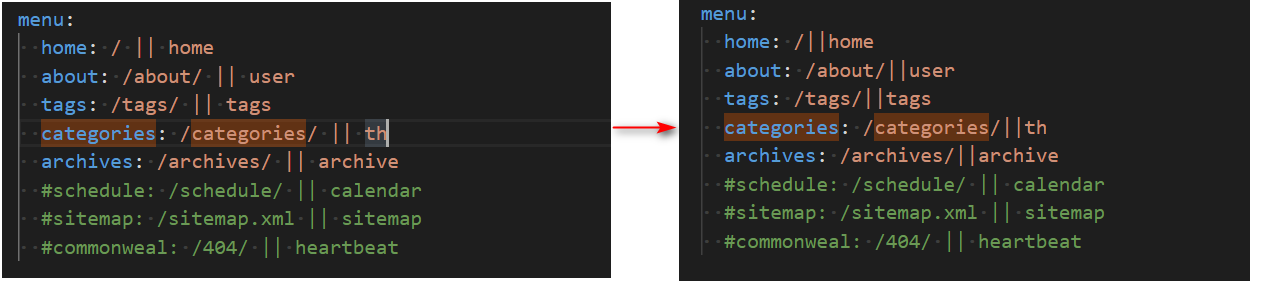 menu:
home: / || home
about: /about/ || user
tags: /tags/ || tags
categories: /categories/ || th
archives: /archives/ || archive
#schedule: /schedule/ || calendar
#sitemap: /sitemap.xml || sitemap
#commonweal: /404/ || heartbeat
menu:
home: /||home
about: /about/||user
tags: /tags/||tags
categories: /categories/||th
archives: /archives/||archive
#schedule: /schedule/ || calendar
#sitemap: /sitemap.xml || sitemap
#commonweal: /404/ || heartbeat